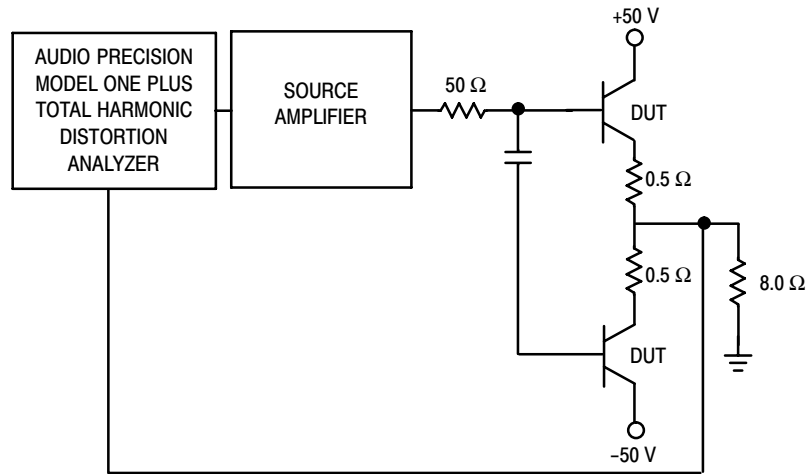 +50 V
AUDIO PRECISION
MODEL ONE PLUS
TOTAL HARMONIC
DISTORTION
ANALYZER
SOURCE
AMPLIFIER
50 Ω
DUT
0.5 Ω
0.5 Ω
8.0 Ω
DUT
−50 V